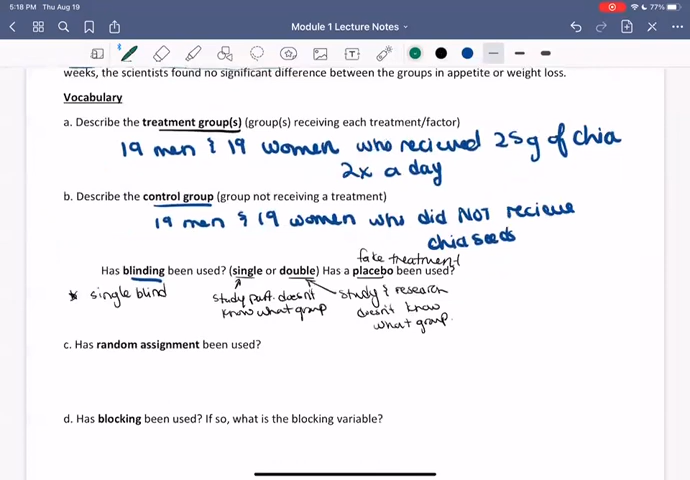 5:18 PM Thu Aug 19
77%
Module 1 Lecture Notes
weeks, the scientists found no significant difference between the groups in appetite or weight loss.
Vocabulary
a. Describe the treatment group(s) (group(s) receiving each treatment/factor)
19 men & 19 women who recieved 25g of chia
2x a day
b. Describe the control group (group not receiving a treatment)
19 men & 19 women who did NOT recieve
chia seeds
fake treatment
Has blinding been used? (single or double) Has a placebo been used?
* single blind
study part. doesn't
know what group
study & research
doesn't know
what group.
c. Has random assignment been used?
d. Has blocking been used? If so, what is the blocking variable?